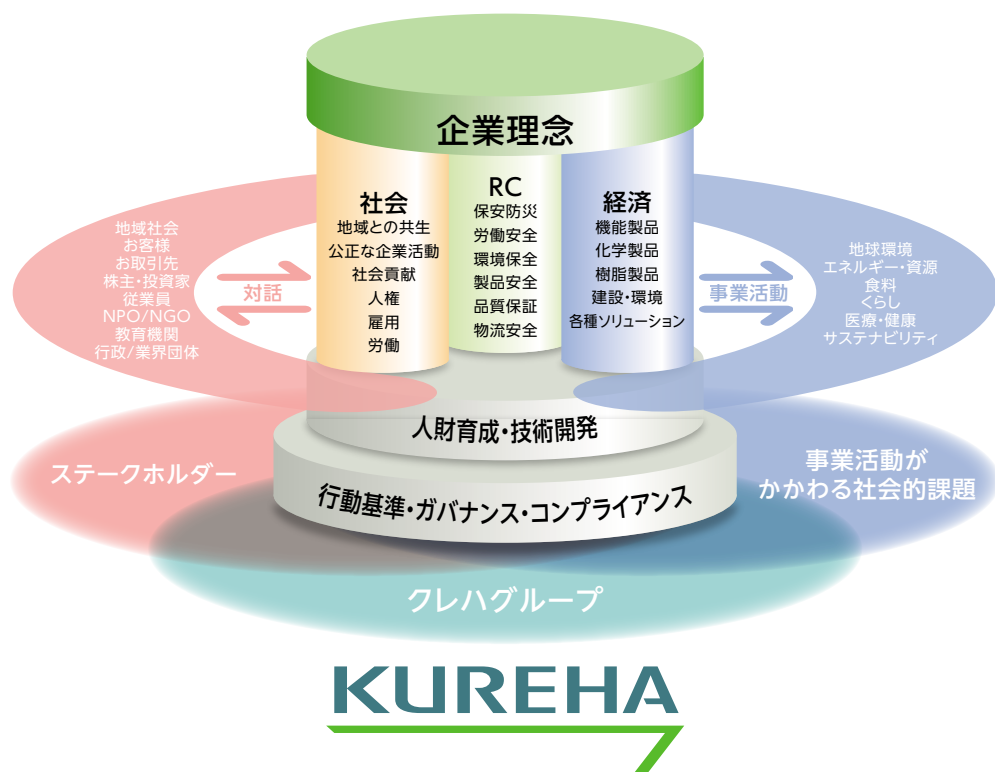 企業理念
社会
地域との共生
公正な企業活動
社会貢献
人権
雇用
労働
RC
保安防災
労働安全
環境保全
製品安全
品質保証
物流安全
経済
機能製品
化学製品
樹脂製品
建設・環境
各種ソリューション
地域社会
お客様
お取引先
株主・投資家
従業員
NPO/NGO
教育機関
行政/業界団体
対話
事業活動
地球環境
エネルギー・資源
食料
くらし
医療・健康
サステナビリティ
人財育成・技術開発
行動基準・ガバナンス・コンプライアンス
ステークホルダー
事業活動が
かかわる社会的課題
クレハグループ
KUREHA